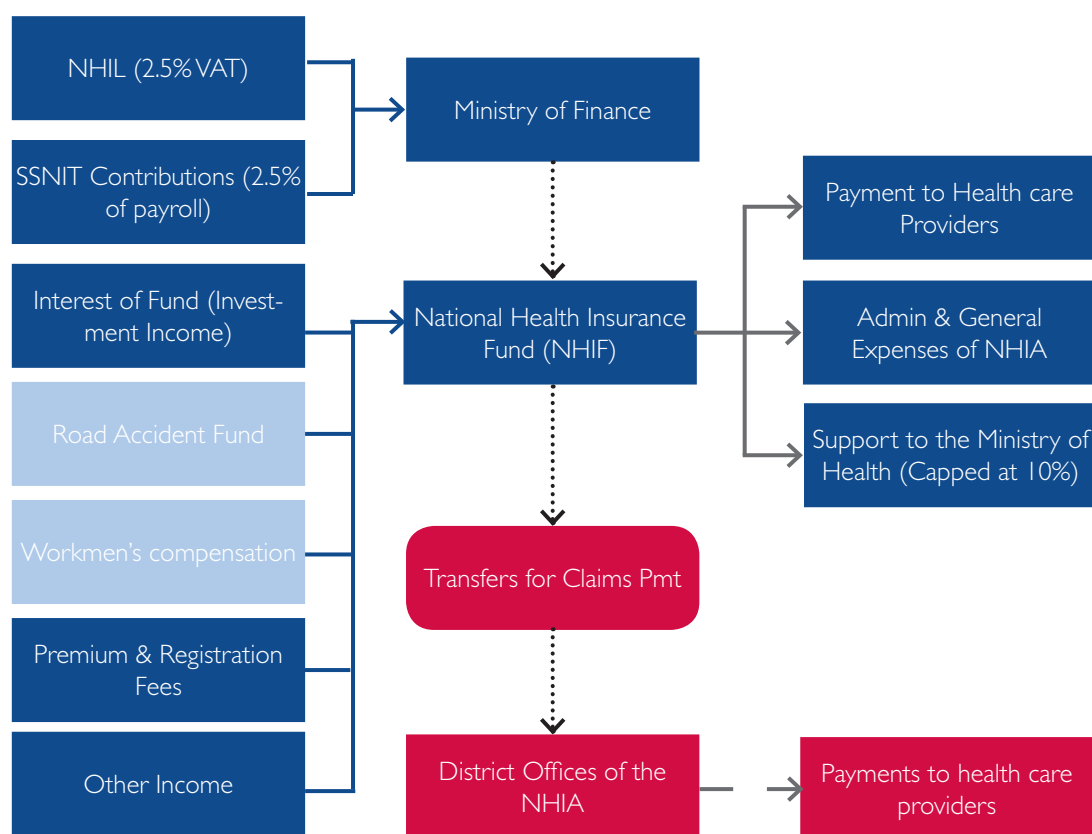 NHIL (2.5% VAT)
SSNIT Contributions (2.5%
of payroll)
Interest of Fund (Invest-
ment Income)
Road Accident Fund
Workmen's compensation
Premium & Registration
Fees
Other Income
Ministry of Finance
National Health Insurance
Fund (NHIF)
Transfers for Claims Pmt
District Offices of the
NHIA
Payment to Health care
Providers
Admin & General
Expenses of NHIA
Support to the Ministry of
Health (Capped at 10%)
Payments to health care
providers